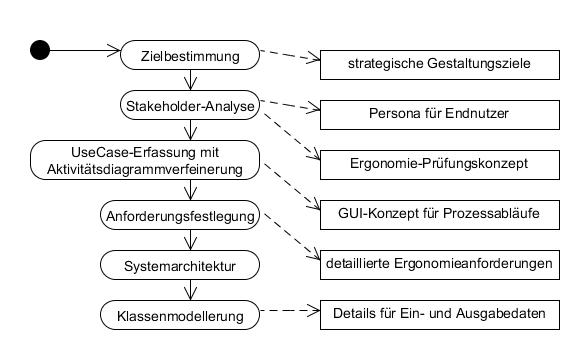 Zielbestimmung
strategische Gestaltungsziele
Stakeholder-Analyse
Persona für Endnutzer
UseCase-Erfassung mit
Aktivitätsdiagrammverfeinerung
Ergonomie-Prüfungskonzept
Anforderungsfestlegung
GUI-Konzept für Prozessabläufe
Systemarchitektur
detaillierte Ergonomieanforderungen
Klassenmodellerung
Details für Ein- und Ausgabedaten